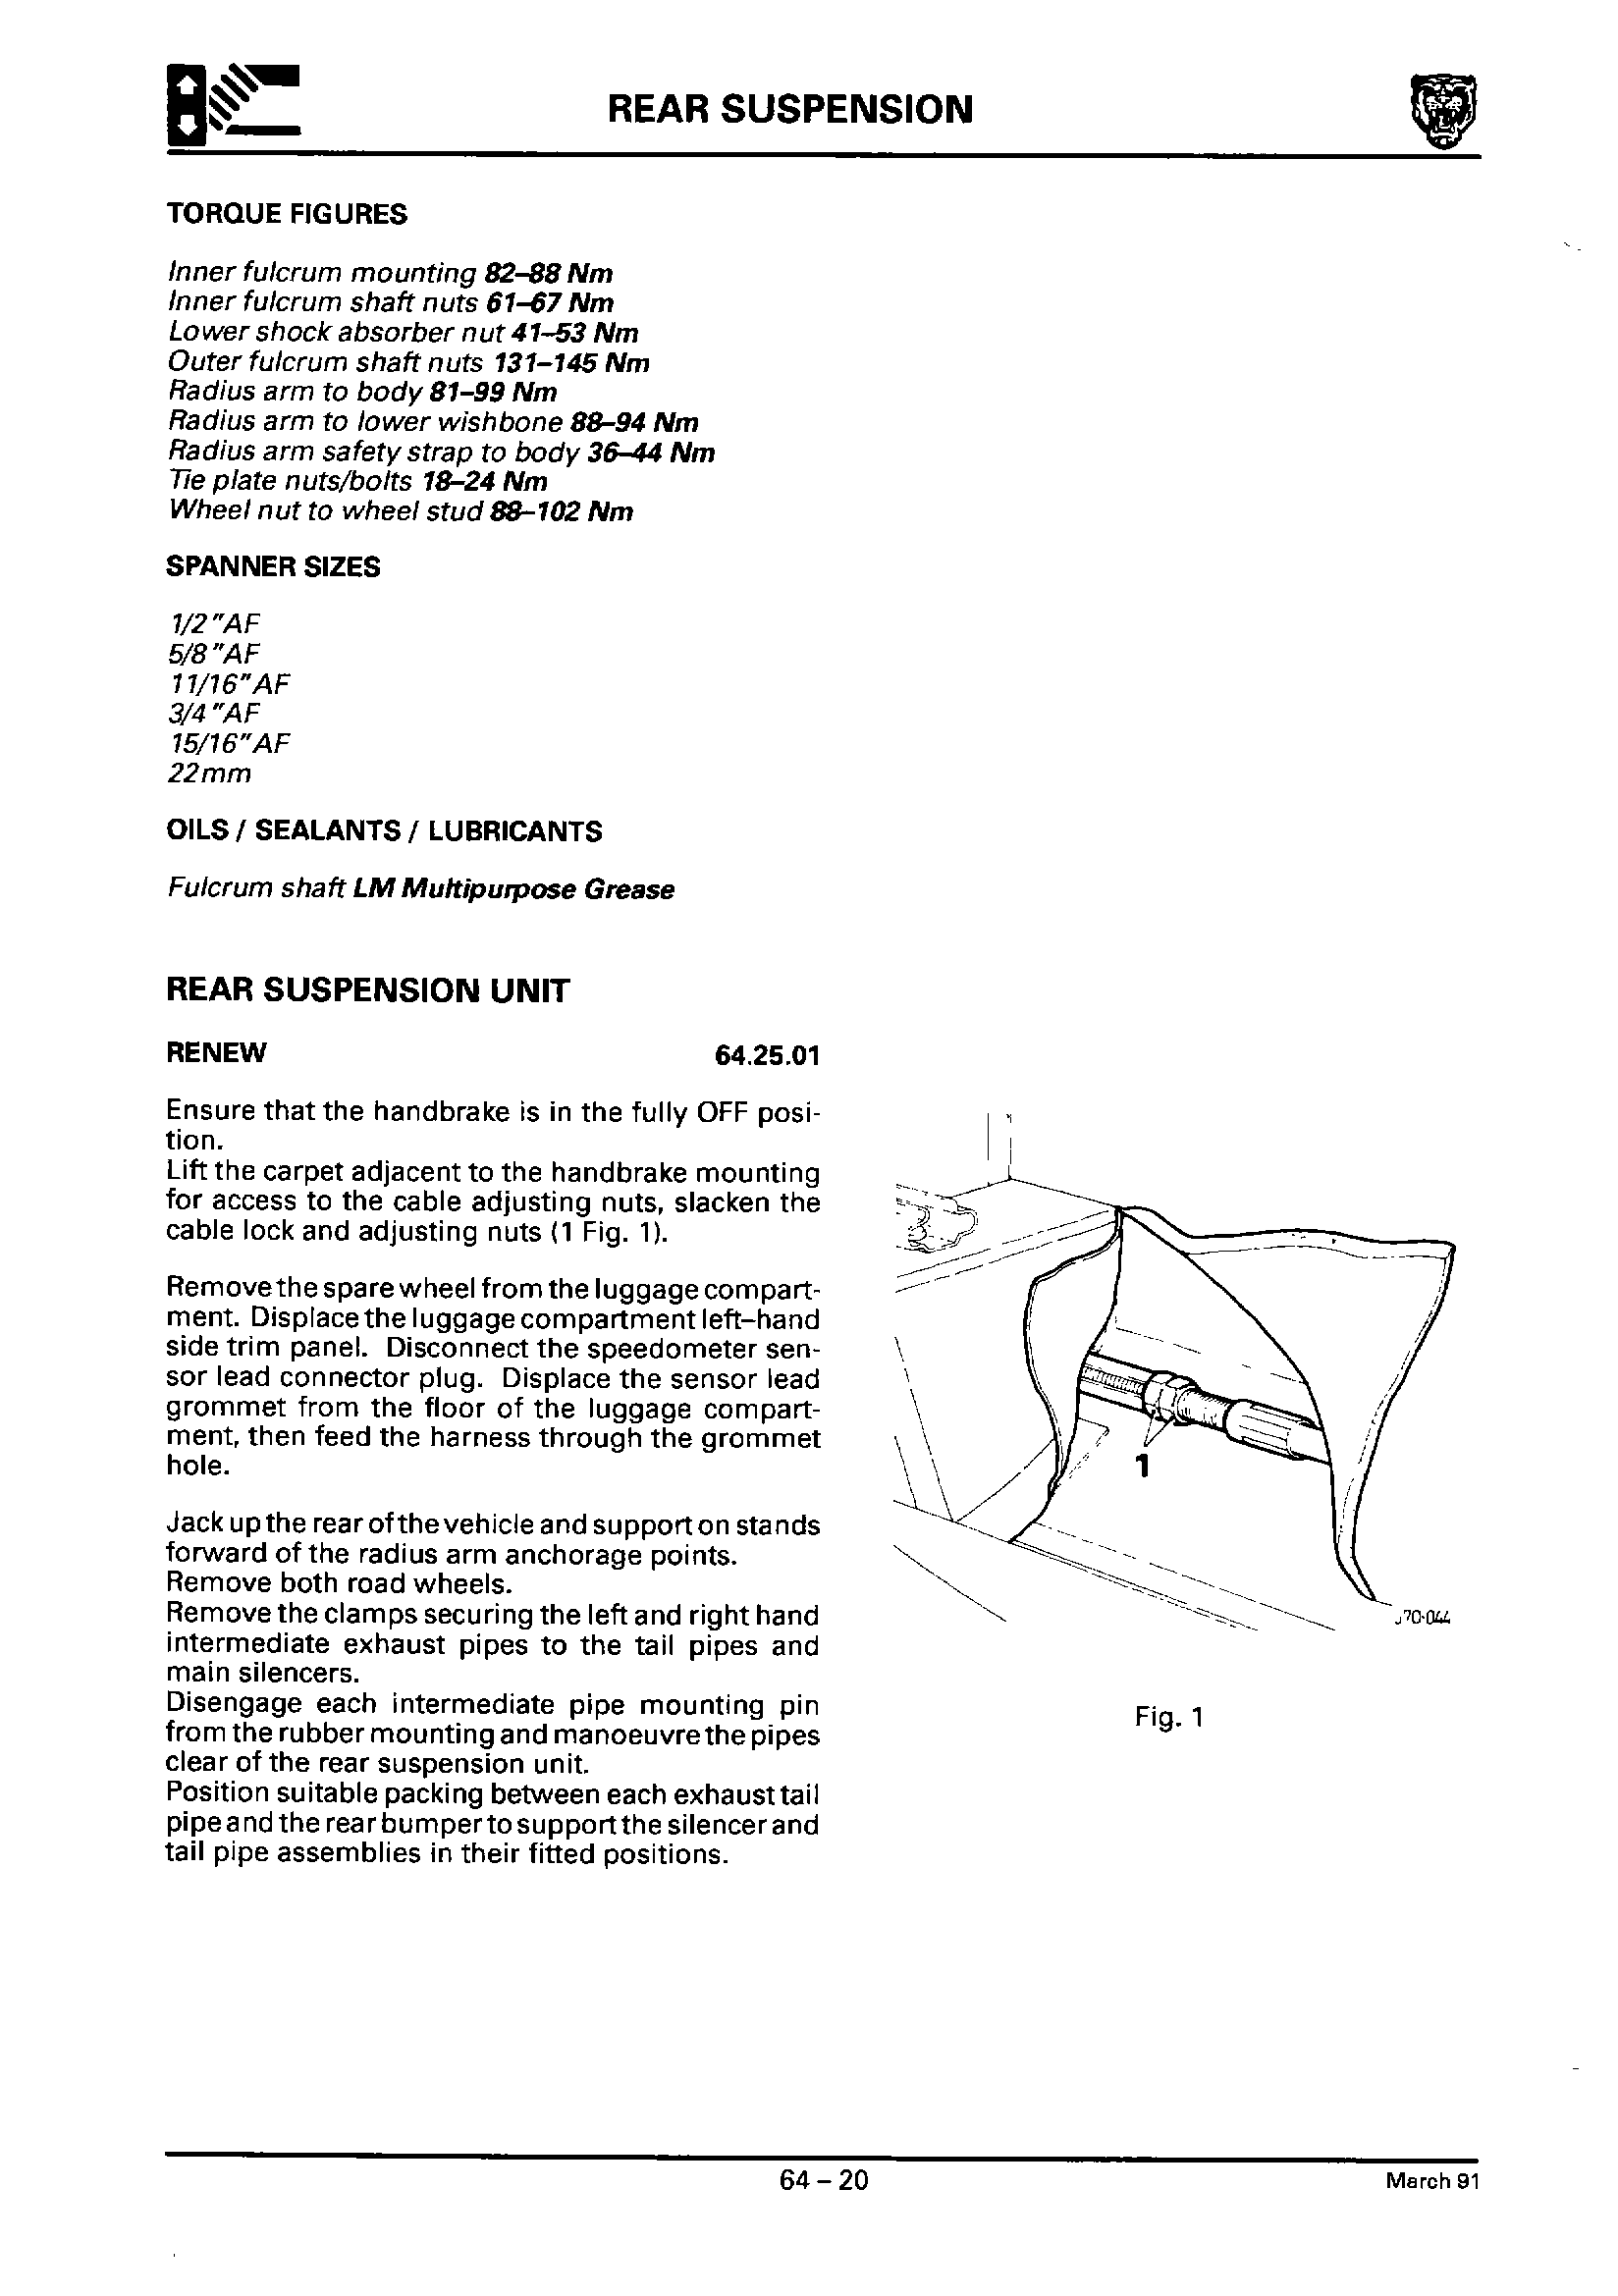 REAR SUSPENSION
TORQUE FIGURES
Inner fulcrum mounting 82–88 Nm
Inner fulcrum shaft nuts 61–67 Nm
Lower shock absorber nut 41–53 Nm
Outer fulcrum shaft nuts 131–145 Nm
Radius arm to body 81–99 Nm
Radius arm to lower wishbone 88–94 Nm
Radius arm safety strap to body 36–44 Nm
Tie plate nuts/bolts 18–24 Nm
Wheel nut to wheel stud 88–102 Nm
SPANNER SIZES
1/2"AF
5/8"AF
11/16"AF
3/4"AF
15/16"AF
22mm
OILS / SEALANTS / LUBRICANTS
Fulcrum shaft LM Multipurpose Grease
REAR SUSPENSION UNIT
RENEW 64.25.01
Ensure that the handbrake is in the fully OFF posi-
tion.
Lift the carpet adjacent to the handbrake mounting
for access to the cable adjusting nuts, slacken the
cable lock and adjusting nuts (1 Fig. 1).
Remove the spare wheel from the luggage compart-
ment. Displace the luggage compartment left–hand
side trim panel. Disconnect the speedometer sen-
sor lead connector plug. Displace the sensor lead
grommet from the floor of the luggage compart-
ment, then feed the harness through the grommet
hole.
Jack up the rear of the vehicle and support on stands
forward of the radius arm anchorage points.
Remove both road wheels.
Remove the clamps securing the left and right hand
intermediate exhaust pipes to the tail pipes and
main silencers.
Disengage each intermediate pipe mounting pin
from the rubber mounting and manoeuvre the pipes
clear of the rear suspension unit.
Position suitable packing between each exhaust tail
pipe and the rear bumper to support the silencer and
tail pipe assemblies in their fitted positions.
1
J70-044
Fig. 1
64 – 20
March 91